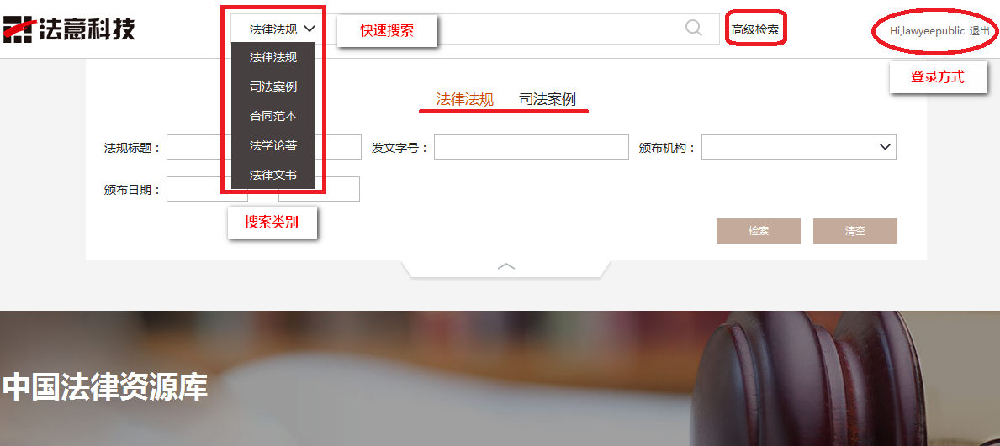 法意科技
法律法规
快速搜索
高级检索
Hi,lawyeepublic 退出
登录方式
法律法规
司法案例
合同范本
法学论著
法律文书
搜索类别
法律法规 司法案例
法规标题：
发文字号：
颁布机构：
颁布日期：
检索
清空
中国法律资源库